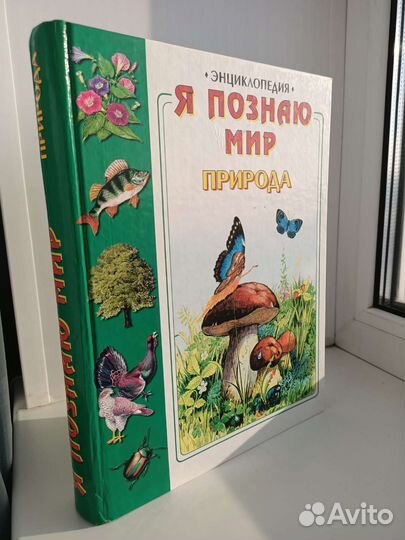 • ЭНЦИКЛОПЕДИЯ •
Я ПОЗНАЮ
МИР
ПРИРОДА
Я ПОЗНАЮ МИР
ПРИРОДА
Avito